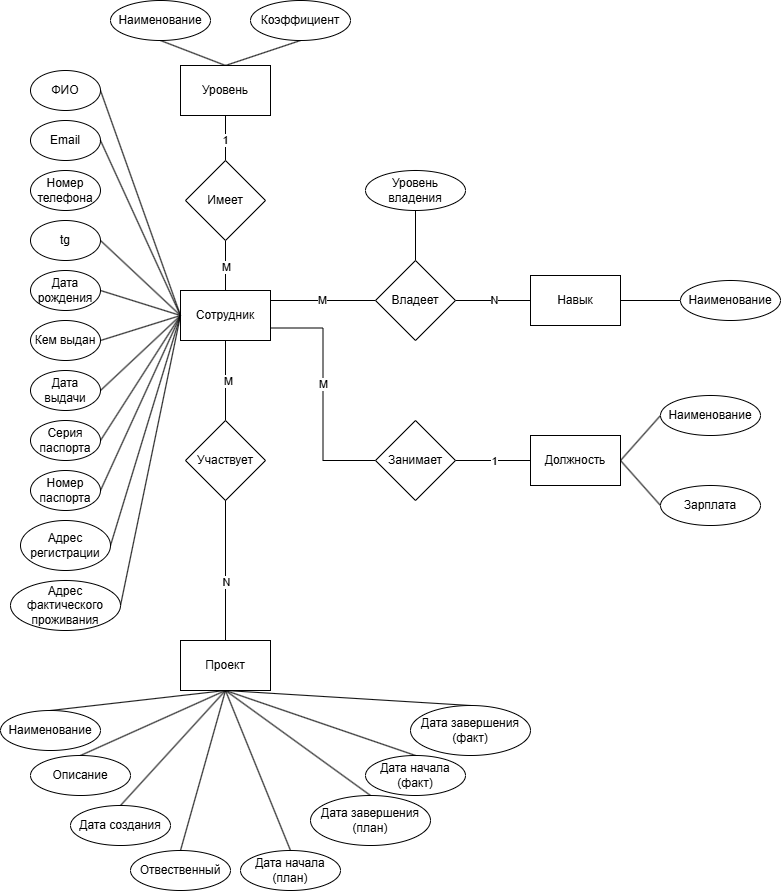 Наименование
Коэффициент
Уровень
1
Имеет
М
ФИО
Email
Номер
телефона
tg
Дата
рождения
Кем выдан
Дата
выдачи
Серия
паспорта
Номер
паспорта
Адрес
регистрации
Адрес
фактического
проживания
Сотрудник
М
Уровень
владения
Владеет
N
Навык
Наименование
М
Занимает
1
Должность
Наименование
Зарплата
М
Участвует
N
Проект
Наименование
Описание
Дата создания
Отвественный
Дата начала
(план)
Дата завершения
(план)
Дата начала
(факт)
Дата завершения
(факт)